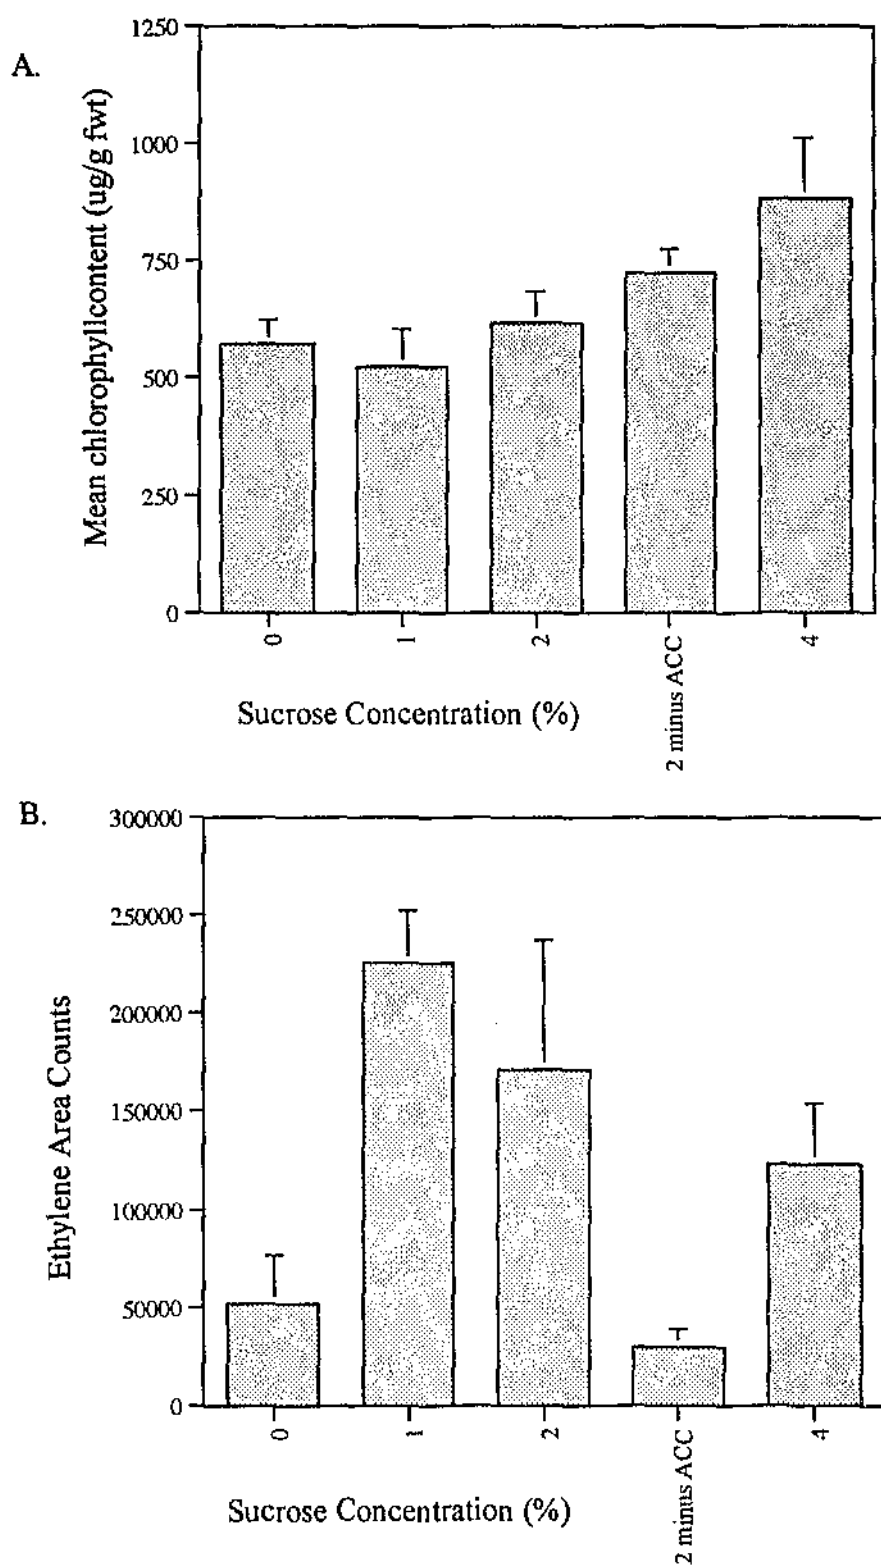 A.
Mean chlorophyllcontent (ug/g fwt)
1250
1000
750
500
250
0
0
1
2
2 minus ACC
4
Sucrose Concentration (%)
B.
Ethylene Area Counts
300000
250000
200000
150000
100000
50000
0
0
1
2
2 minus ACC
4
Sucrose Concentration (%)